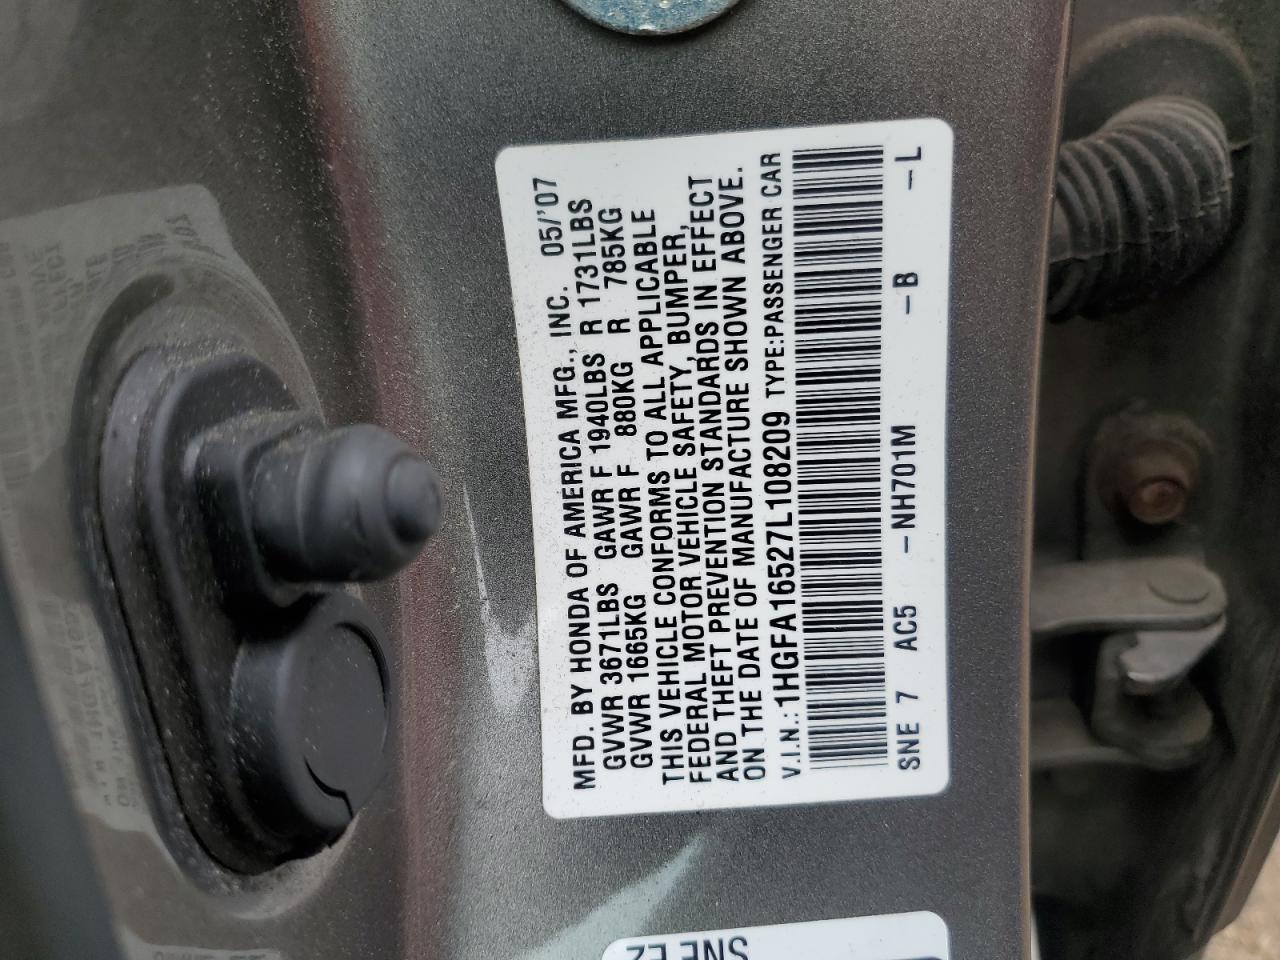 MFD. BY HONDA OF AMERICA MFG., INC. 05/'07
GVWR 3671LBS GAWR F 1940LBS R 1731LBS
GVWR 1665KG GAWR F 880KG R 785KG
THIS VEHICLE CONFORMS TO ALL APPLICABLE
FEDERAL MOTOR VEHICLE SAFETY, BUMPER,
AND THEFT PREVENTION STANDARDS IN EFFECT
ON THE DATE OF MANUFACTURE SHOWN ABOVE.
V.I.N.: 1HGFA16527L108209 TYPE:PASSENGER CAR
SNE 7 AC5 -NH701M -B -L